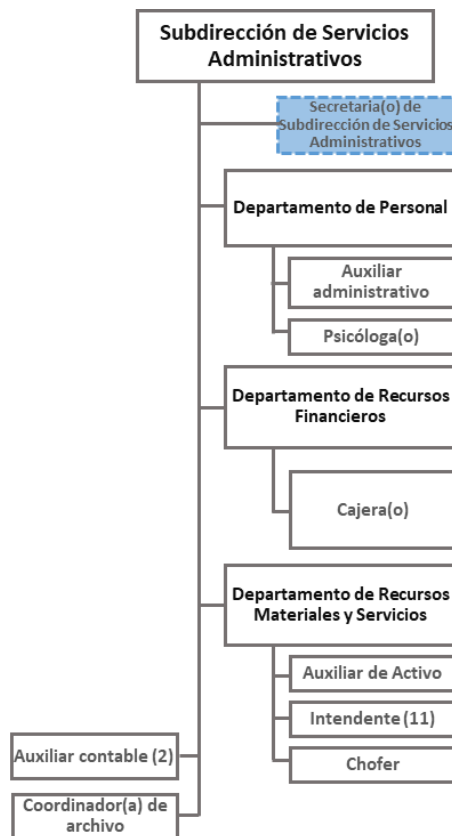 Subdirección de Servicios
Administrativos
Secretaria(o) de
Subdirección de Servicios
Administrativos
Departamento de Personal
Auxiliar
administrativo
Psicóloga(o)
Departamento de Recursos
Financieros
Cajera(o)
Departamento de Recursos
Materiales y Servicios
Auxiliar de Activo
Intendente (11)
Chofer
Auxiliar contable (2)
Coordinador(a) de
archivo